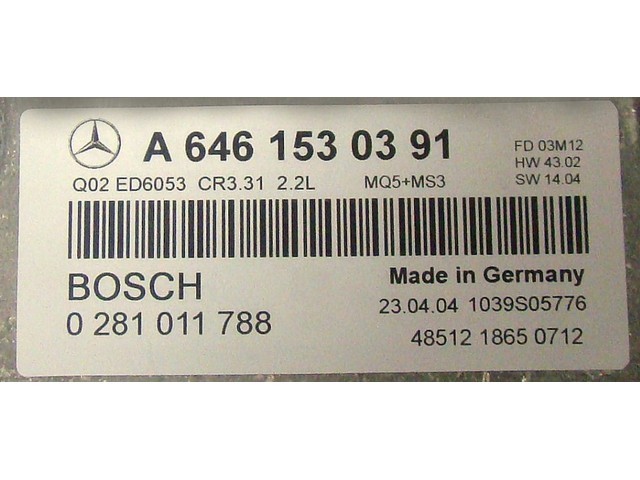 A 646 153 03 91
FD 03M12
HW 43.02
SW 14.04
Q02 ED6053 CR3.31 2.2L MQ5+MS3
BOSCH
0 281 011 788
Made in Germany
23.04.04 1039S05776
48512 1865 0712